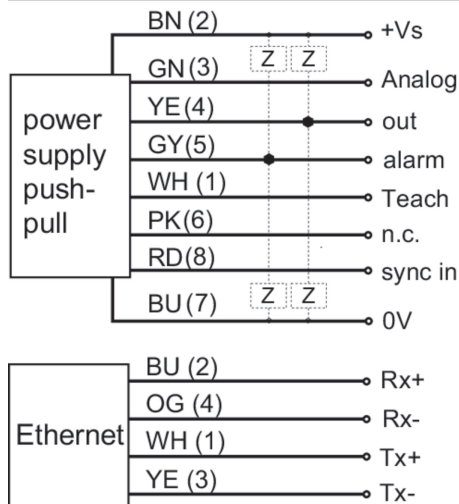 BN (2) +Vs
Z Z
GN (3) Analog
YE (4) out
GY (5) alarm
WH (1) Teach
PK (6) n.c.
RD (8) sync in
Z Z
BU (7) 0V
power
supply
push-
pull
BU (2) Rx+
OG (4) Rx-
WH (1) Tx+
YE (3) Tx-
Ethernet